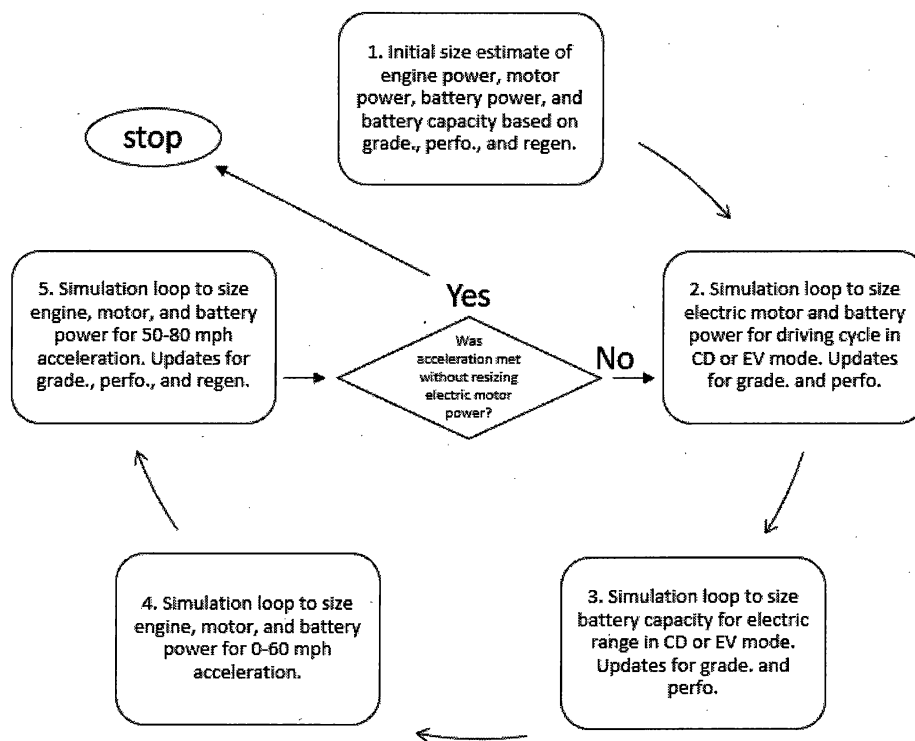 1. Initial size estimate of
engine power, motor
power, battery power, and
battery capacity based on
grade., perfo., and regen.
stop
5. Simulation loop to size
engine, motor, and battery
power for 50-80 mph
acceleration. Updates for
grade., perfo., and regen.
Yes
Was
acceleration met
without resizing
electric motor
power?
No
2. Simulation loop to size
electric motor and battery
power for driving cycle in
CD or EV mode. Updates
for grade. and perfo.
4. Simulation loop to size
engine, motor, and battery
power for 0-60 mph
acceleration.
3. Simulation loop to size
battery capacity for electric
range in CD or EV mode.
Updates for grade. and
perfo.